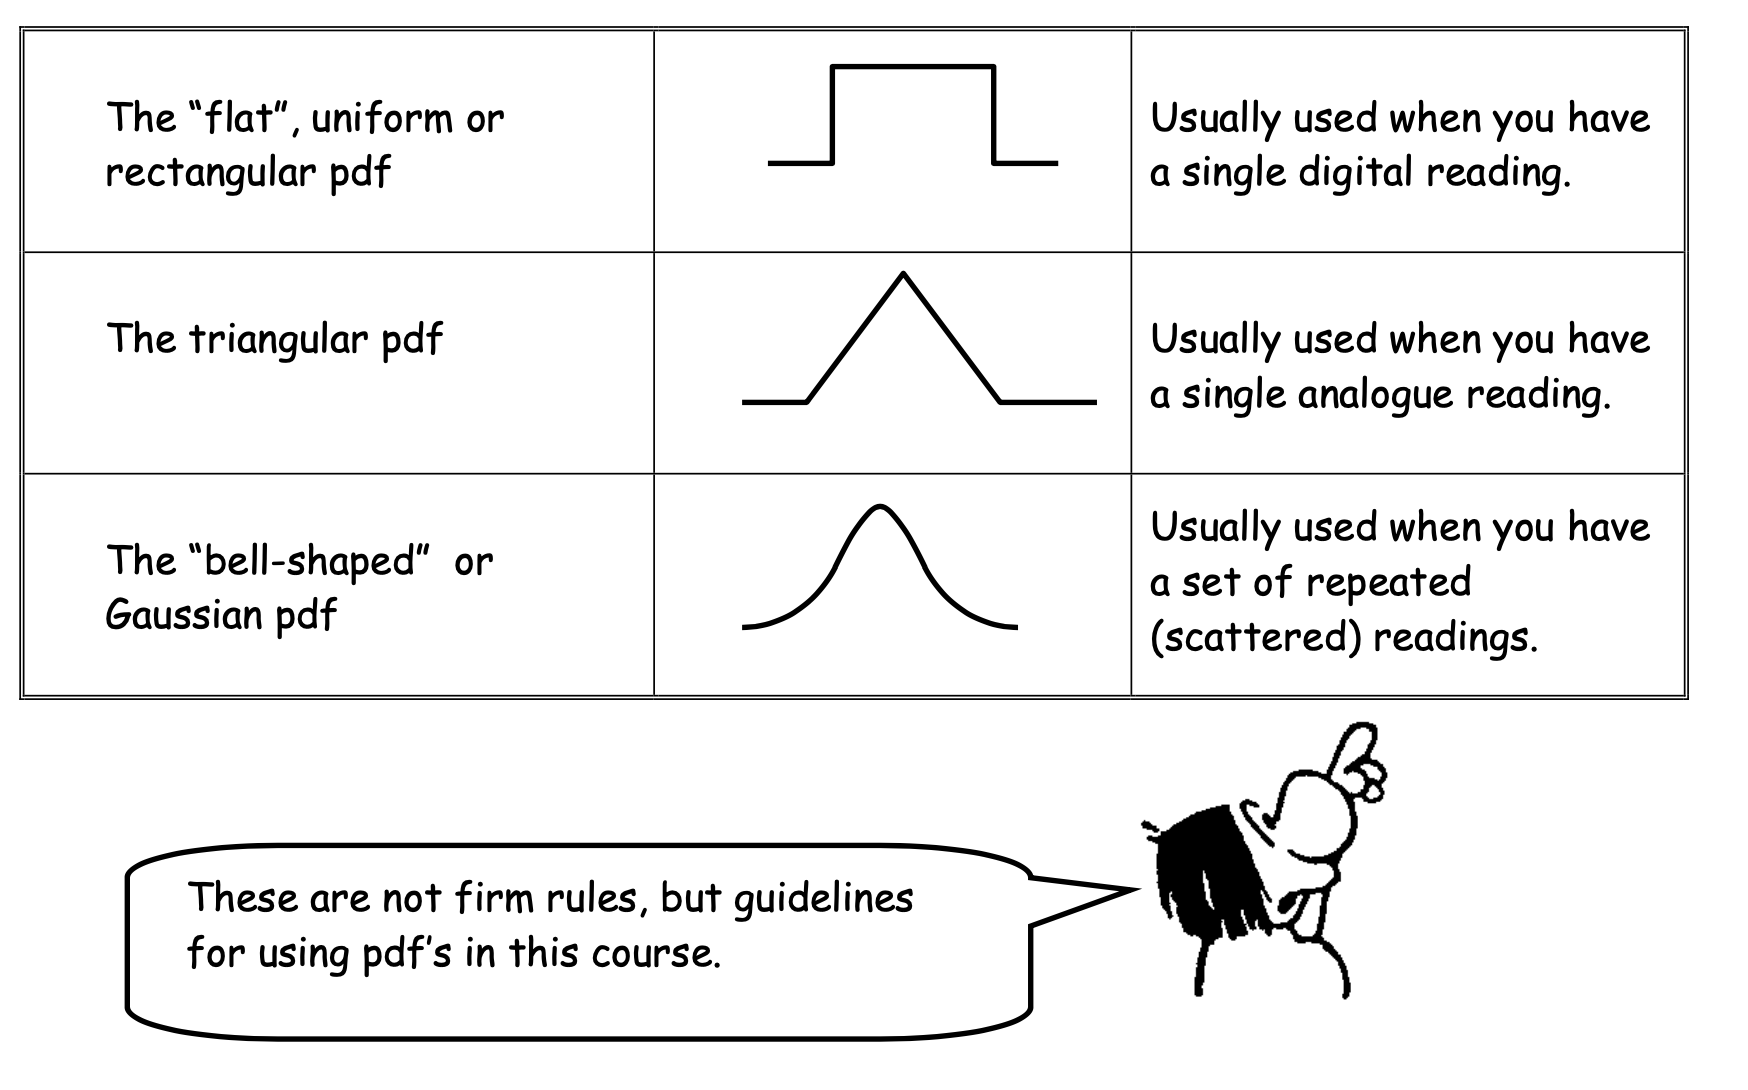 The “flat”, uniform or
rectangular pdf
Usually used when you have
a single digital reading.
The triangular pdf
Usually used when you have
a single analogue reading.
The “bell-shaped”  or
Gaussian pdf
Usually used when you have
a set of repeated
(scattered) readings.
These are not firm rules, but guidelines
for using pdf’s in this course.